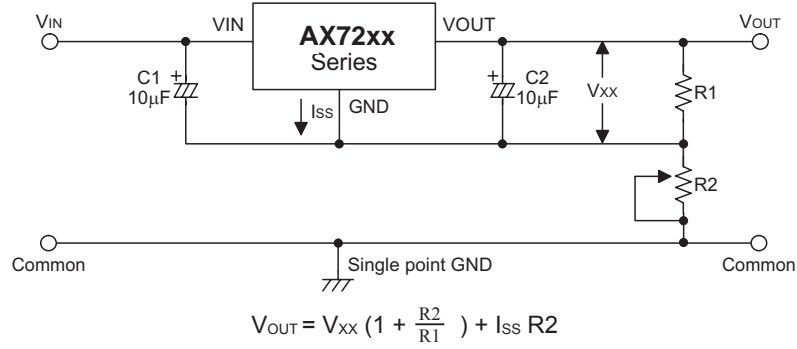 VIN
VIN
AX72xx
Series
VOUT
VOUT
C1
10µF
+
ISS
GND
+
C2
10µF
VXX
R1
R2
Common
Single point GND
Common
VOUT = VXX (1 + R2/R1 ) + ISS R2